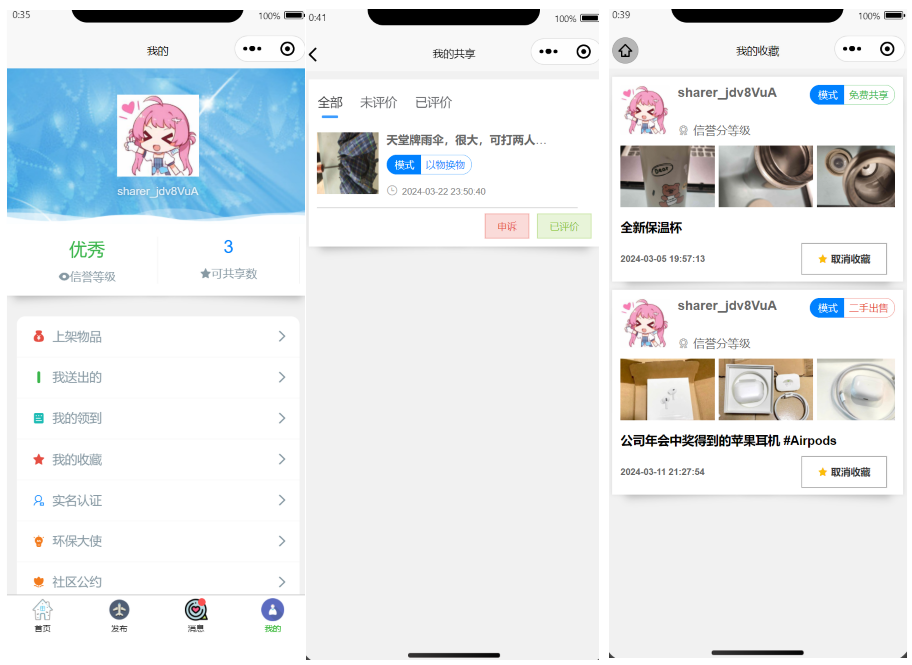 0:35
100%
我的
sharer_jdv8VuA
优秀
信誉等级
3
可共享数
上架物品
我送出的
我的领到
我的收藏
实名认证
环保大使
社区公约
首页
发布
消息
我的
0:41
100%
我的共享
全部 未评价 已评价
天堂牌雨伞，很大，可打两人...
模式 以物换物
2024-03-22 23:50:40
申诉 已评价
0:39
100%
我的收藏
sharer_jdv8VuA
模式 免费共享
信誉分等级
全新保温杯
2024-03-05 19:57:13
取消收藏
sharer_jdv8VuA
模式 二手出售
信誉分等级
公司年会中奖得到的苹果耳机 #Airpods
2024-03-11 21:27:54
取消收藏